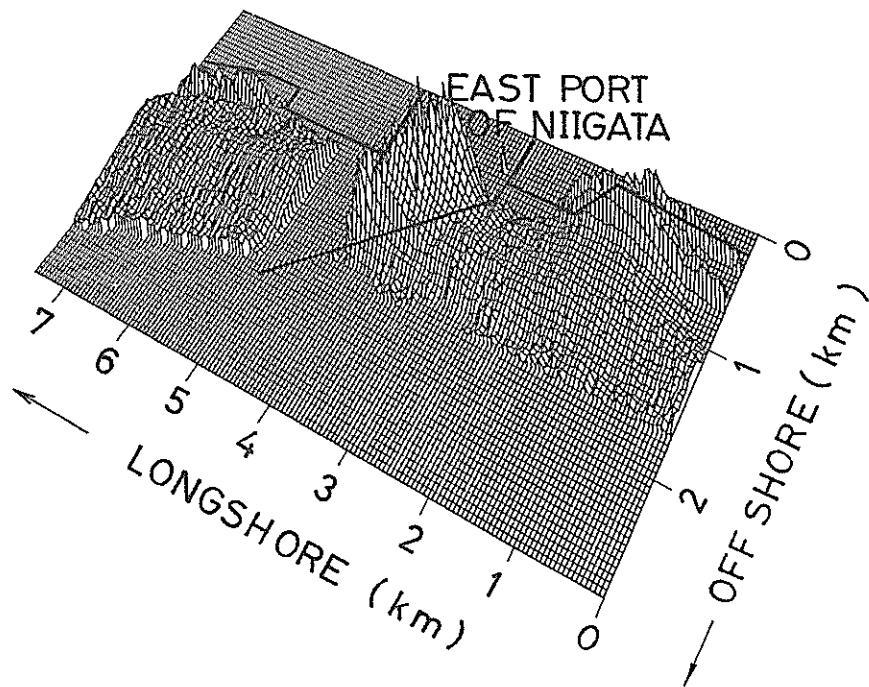 EAST PORT
OF NIIGATA
0
1
2
OFF SHORE (km)
7
6
5
4
3
2
1
0
LONGSHORE (km)